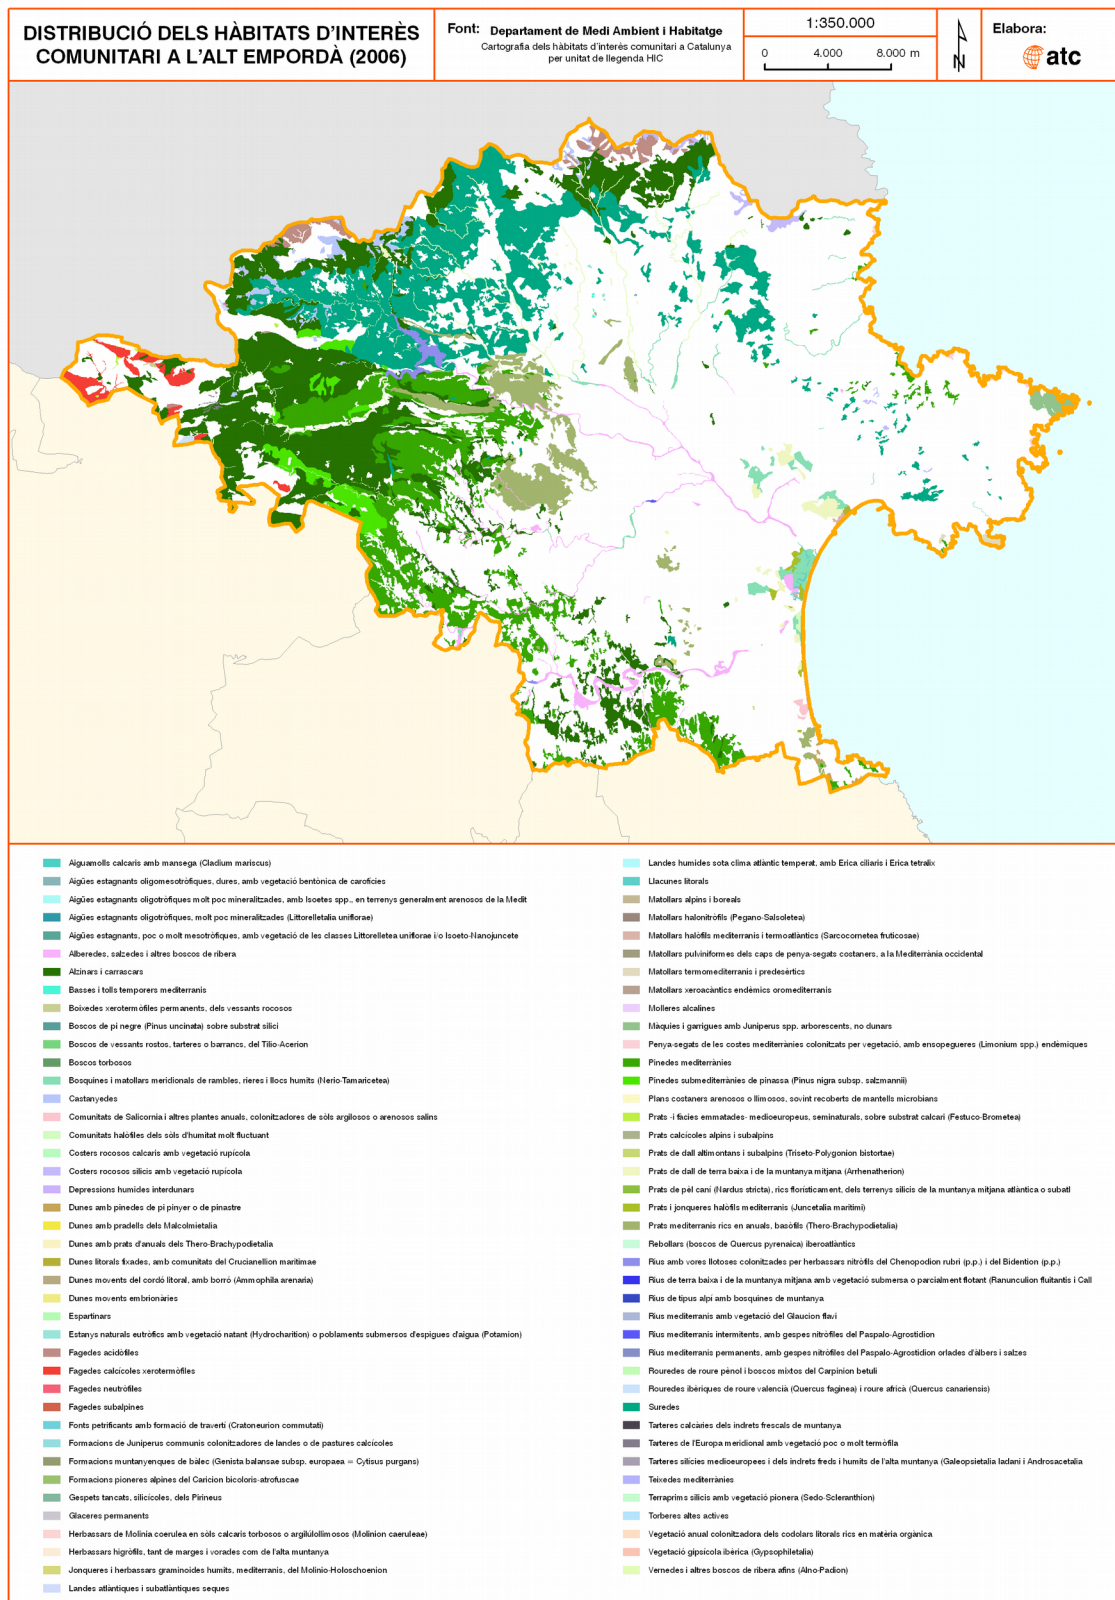 DISTRIBUCIÓ DELS HÀBITATS D'INTERÈS
COMUNITARI A L'ALT EMPORDÀ (2006)
Font: Departament de Medi Ambient i Habitatge
Cartografia dels hàbitats d'interès comunitari a Catalunya
per unitat de llegenda HIC
1:350.000
0 4.000 8.000 m
N
Elabora:
atc
Aiguamolls calcaris amb mansega (Cladium mariscus)
Aigües estagnants oligomesotròfiques, dures, amb vegetació bentònica de carofícies
Aigües estagnants oligotròfiques molt poc mineralitzades, amb Isoetes spp., en terrenys generalment arenosos de la Medit
Aigües estagnants oligotròfiques, molt poc mineralitzades (Littorelletalia uniflorae)
Aigües estagnants, poc o molt mesotròfiques, amb vegetació de les classes Littorelletea uniflorae i/o Isoeto-Nanojuncete
Alberedes, salzedes i altres boscos de ribera
Alzinars i carrascars
Basses i tolls temporers mediterranis
Boixedes xerotermòfiles permanents, dels vessants rocosos
Boscos de pi negre (Pinus uncinata) sobre substrat silici
Boscos de vessants rostos, tarteres o barrancs, del Tilio-Acerion
Boscos torbosos
Bosquines i matollars meridionals de rambles, rieres i llocs humits (Nerio-Tamaricetea)
Castanyedes
Comunitats de Salicornia i altres plantes anuals, colonitzadores de sòls argilosos o arenosos salins
Comunitats halòfiles dels sòls d'humitat molt fluctuant
Costers rocosos calcaris amb vegetació rupícola
Costers rocosos silicis amb vegetació rupícola
Depressions humides interdunars
Dunes amb pinedes de pi pinyer o de pinastre
Dunes amb pradells dels Malcolmietalia
Dunes amb prats d'anuals dels Thero-Brachypodietalia
Dunes litorals fixades, amb comunitats del Crucianellion maritimae
Dunes movents del cordó litoral, amb borró (Ammophila arenaria)
Dunes movents embrionàries
Espartinars
Estanys naturals eutròfics amb vegetació natant (Hydrocharition) o poblaments submersos d'espigues d'aigua (Potamion)
Fagedes acidòfiles
Fagedes calcícoles xerotermòfiles
Fagedes neutròfiles
Fagedes subalpines
Fonts petrificants amb formació de travertí (Cratoneurion commutati)
Formacions de Juniperus communis colonitzadores de landes o de pastures calcícoles
Formacions muntanyenques de bàlec (Genista balansae subsp. europaea = Cytisus purgans)
Formacions pioneres alpines del Caricion bicoloris-atrofuscae
Gespets tancats, silicícoles, dels Pirineus
Glaceres permanents
Herbassars de Molinia coerulea en sòls calcaris torbosos o argilúlollimosos (Molinion caeruleae)
Herbassars higròfils, tant de marges i vorades com de l'alta muntanya
Jonqueres i herbassars graminoides humits, mediterranis, del Molinio-Holoschoenion
Landes atlàntiques i subatlàntiques seques
Landes humides sota clima atlàntic temperat, amb Erica ciliaris i Erica tetralix
Llacunes litorals
Matollars alpins i boreals
Matollars halonitròfils (Pegano-Salsoletea)
Matollars halòfils mediterranis i termoatlàntics (Sarcocornetea fruticosae)
Matollars pulviniformes dels caps de penya-segats costaners, a la Mediterrània occidental
Matollars termomediterranis i predesèrtics
Matollars xeroacàntics endèmics oromediterranis
Molleres alcalines
Màquies i garrigues amb Juniperus spp. arborescents, no dunars
Penya-segats de les costes mediterrànies colonitzats per vegetació, amb ensopegueres (Limonium spp.) endèmiques
Pinedes mediterrànies
Pinedes submediterrànies de pinassa (Pinus nigra subsp. salzmannii)
Plans costaners arenosos o llimosos, sovint recoberts de mantells microbians
Prats -i fàcies emmatades- medioeuropeus, seminaturals, sobre substrat calcari (Festuco-Brometea)
Prats calcícoles alpins i subalpins
Prats de dall altimontans i subalpins (Triseto-Polygonion bistortae)
Prats de dall de terra baixa i de la muntanya mitjana (Arrhenatherion)
Prats de pèl caní (Nardus stricta), rics florísticament, dels terrenys silicis de la muntanya mitjana atlàntica o subatl
Prats i jonqueres halòfils mediterranis (Juncetalia maritimi)
Prats mediterranis rics en anuals, basòfils (Thero-Brachypodietalia)
Rebollars (boscos de Quercus pyrenaica) iberoatlàntics
Rius amb vores llotoses colonitzades per herbassars nitròfils del Chenopodion rubri (p.p.) i del Bidention (p.p.)
Rius de terra baixa i de la muntanya mitjana amb vegetació submersa o parcialment flotant (Ranunculion fluitantis i Call
Rius de tipus alpí amb bosquines de muntanya
Rius mediterranis amb vegetació del Glaucion flavi
Rius mediterranis intermitents, amb gespes nitròfiles del Paspalo-Agrostidion
Rius mediterranis permanents, amb gespes nitròfiles del Paspalo-Agrostidion orlades d'àlbers i salzes
Rouredes de roure pènol i boscos mixtos del Carpinion betuli
Rouredes ibèriques de roure valencià (Quercus faginea) i roure africà (Quercus canariensis)
Suredes
Tarteres calcàries dels indrets frescals de muntanya
Tarteres de l'Europa meridional amb vegetació poc o molt termòfila
Tarteres silícies medioeuropees i dels indrets freds i humits de l'alta muntanya (Galeopsietalia ladani i Androsacetalia
Teixedes mediterrànies
Terraprims silicis amb vegetació pionera (Sedo-Scleranthion)
Torberes altes actives
Vegetació anual colonitzadora dels codolars litorals rics en matèria orgànica
Vegetació gipsícola ibèrica (Gypsophiletalia)
Vernedes i altres boscos de ribera afins (Alno-Padion)